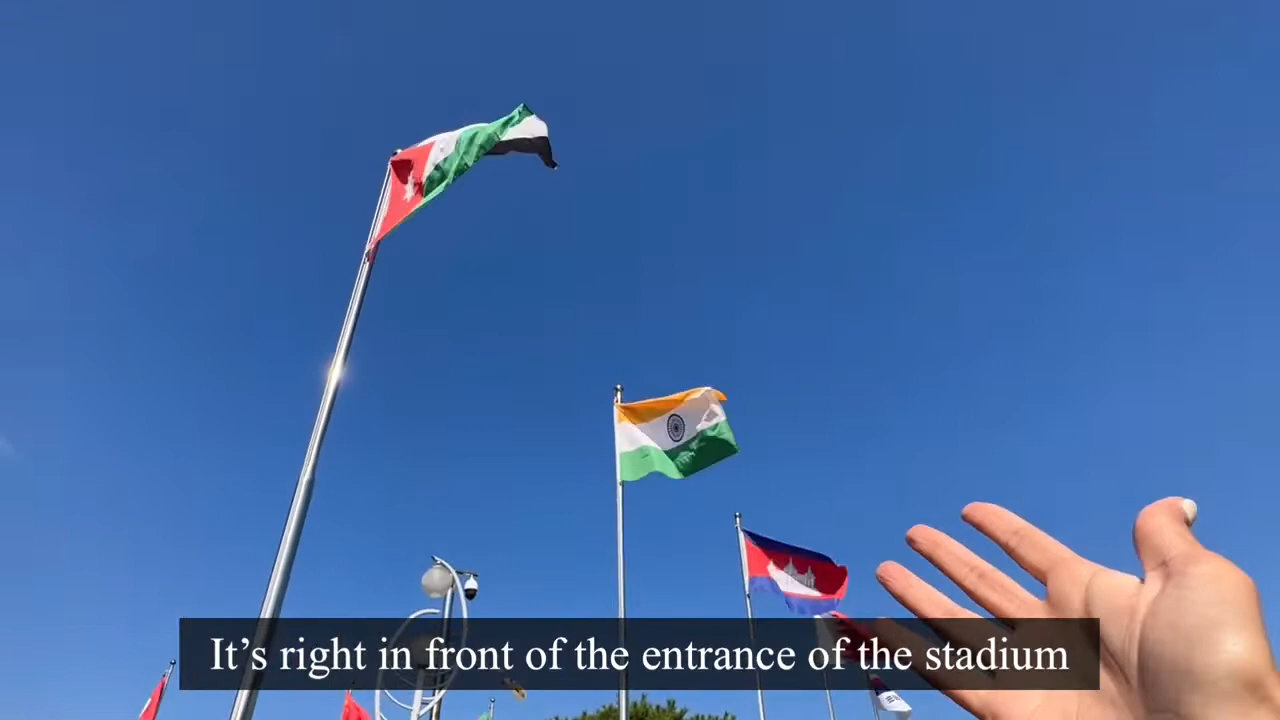 It’s right in front of the entrance of the stadium